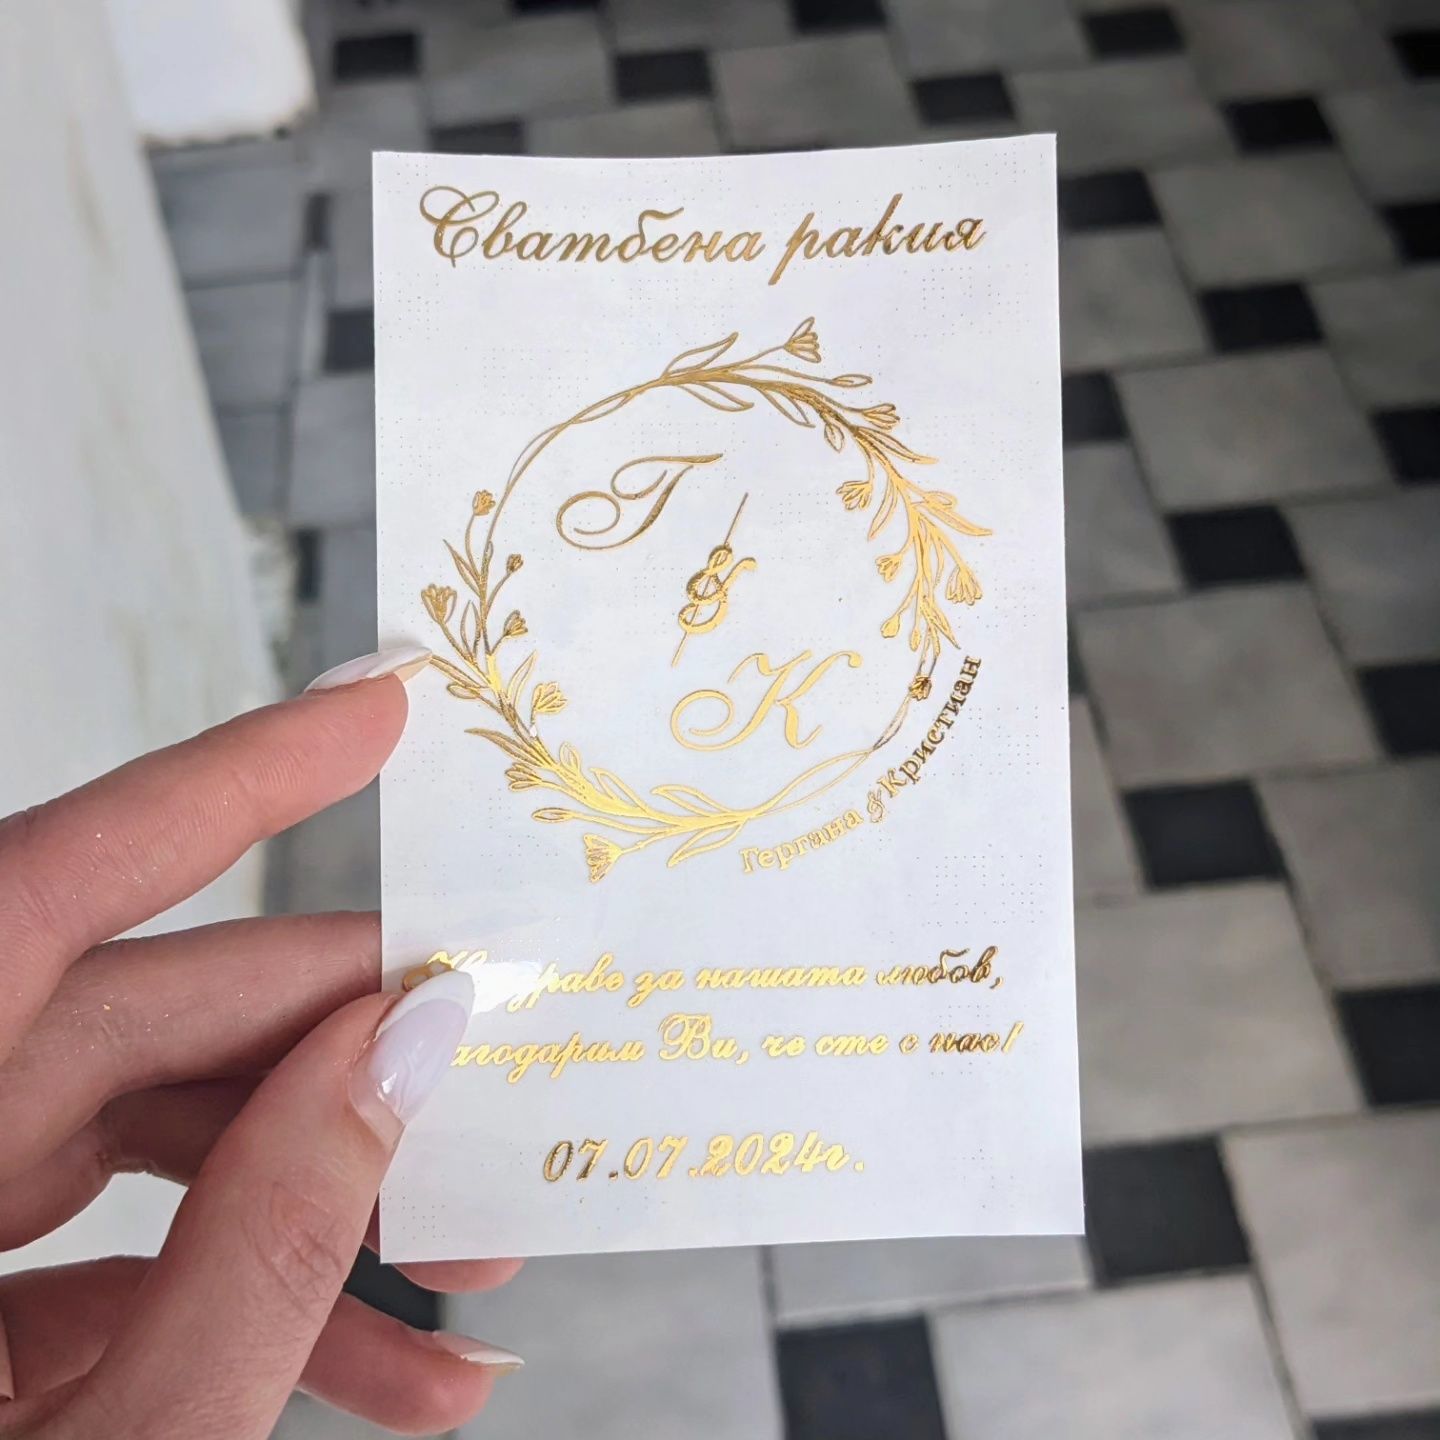 Сватбена ракия
Г
&
К
Гергана & Кристиан
за нашата любов,
Ви, че сте с нас!
07.07.2024г.